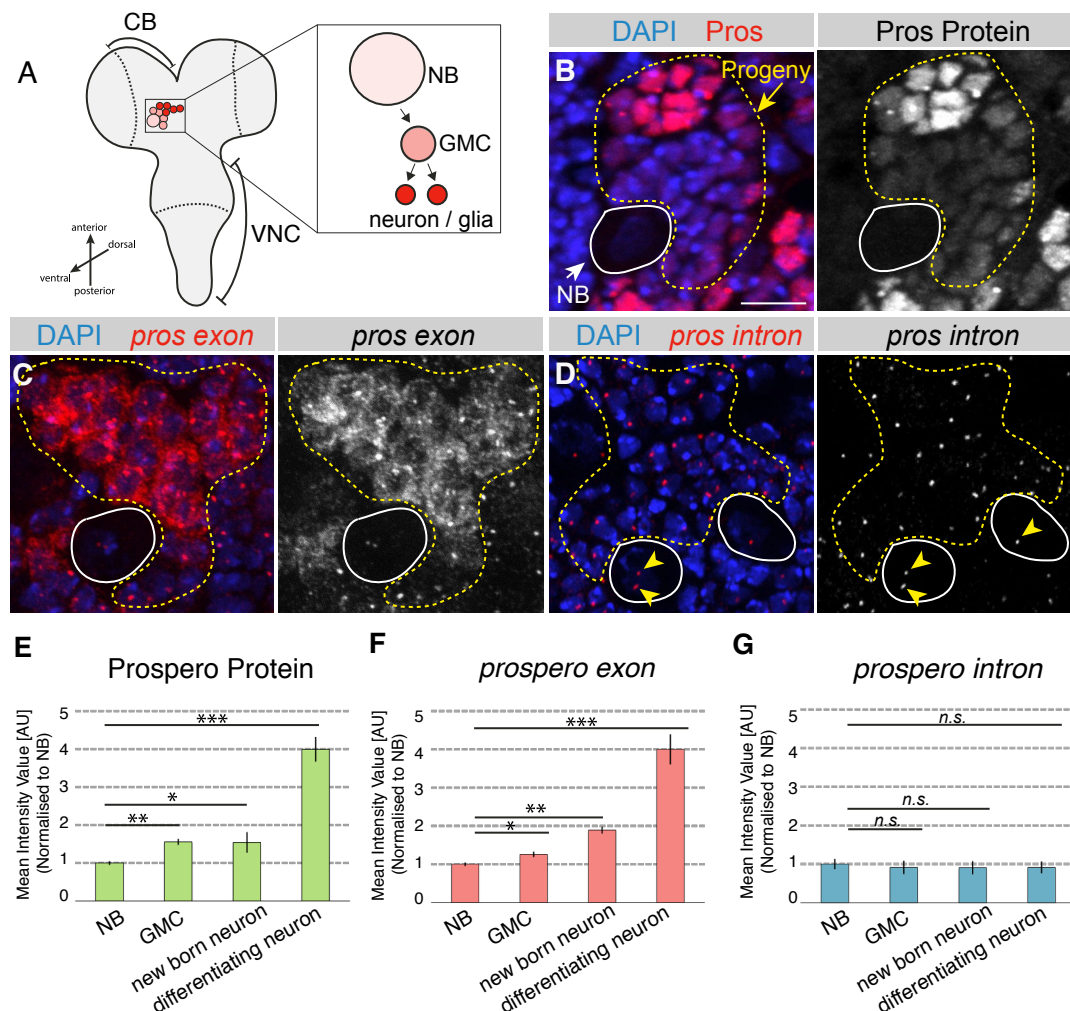 A
CB
NB
GMC
neuron / glia
VNC
anterior
dorsal
ventral
posterior
DAPI Pros
Pros Protein
B
Progeny
NB
DAPI pros exon
pros exon
C
DAPI pros intron
pros intron
D
E
Prospero Protein
Mean Intensity Value [AU]
(Normalised to NB)
5
4
3
2
1
0
***
*
**
NB
GMC
new born neuron
differentiating neuron
F
prospero exon
Mean Intensity Value [AU]
(Normalised to NB)
5
4
3
2
1
0
***
**
*
NB
GMC
new born neuron
differentiating neuron
G
prospero intron
Mean Intensity Value [AU]
(Normalised to NB)
5
4
3
2
1
0
n.s.
n.s.
n.s.
NB
GMC
new born neuron
differentiating neuron